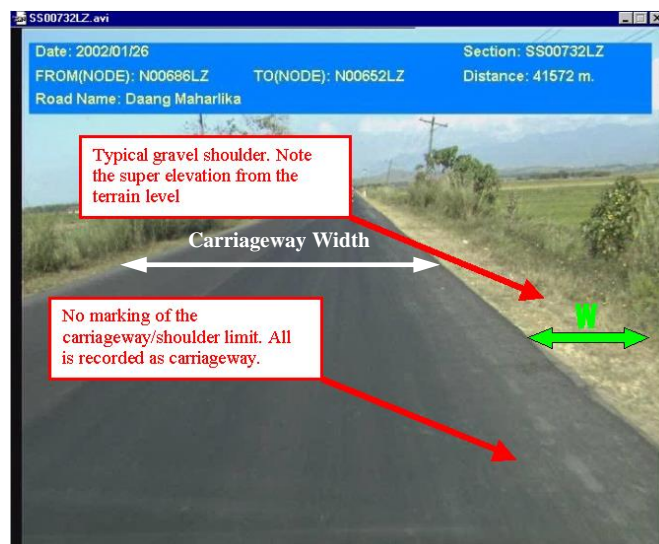 SS00732LZ.avi
Date: 2002/01/26 Section: SS00732LZ
FROM(NODE): N00686LZ TO(NODE): N00652LZ Distance: 41572 m.
Road Name: Daang Maharlika
Typical gravel shoulder. Note
the super elevation from the
terrain level
Carriageway Width
W
No marking of the
carriageway/shoulder limit. All
is recorded as carriageway.